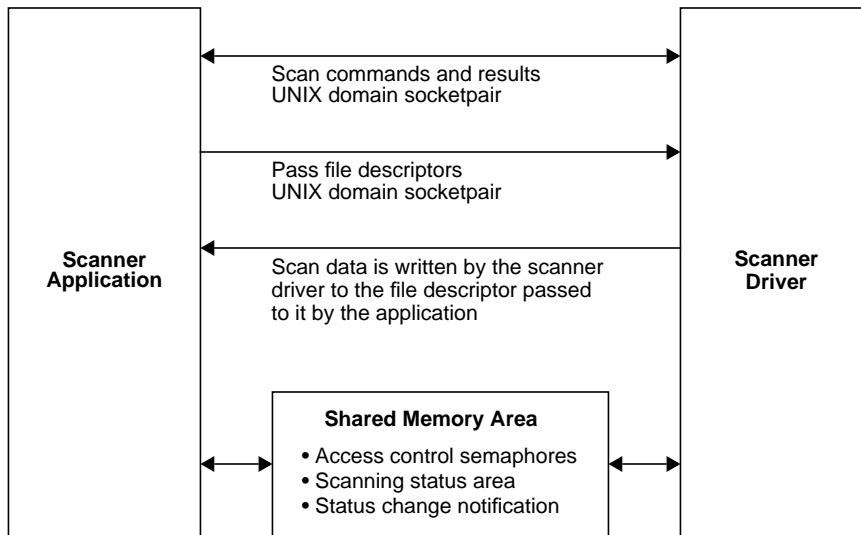 Scan commands and results
UNIX domain socketpair
Pass file descriptors
UNIX domain socketpair
Scanner
Application
Scan data is written by the scanner
driver to the file descriptor passed
to it by the application
Scanner
Driver
Shared Memory Area
• Access control semaphores
• Scanning status area
• Status change notification